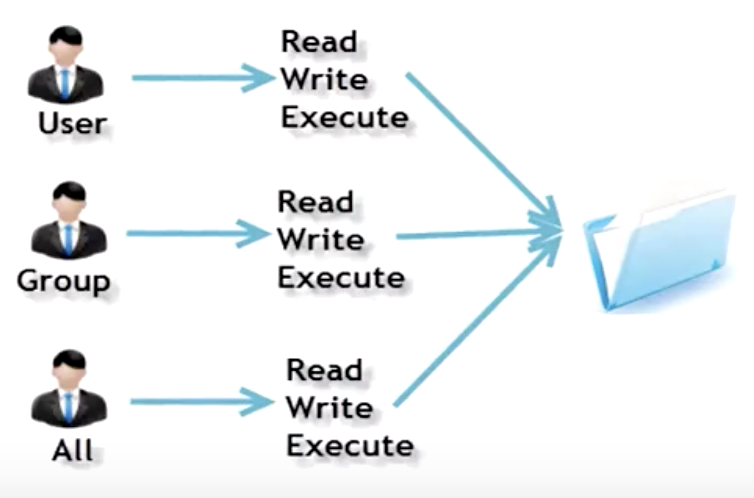 User
Read
Write
Execute
Group
Read
Write
Execute
All
Read
Write
Execute